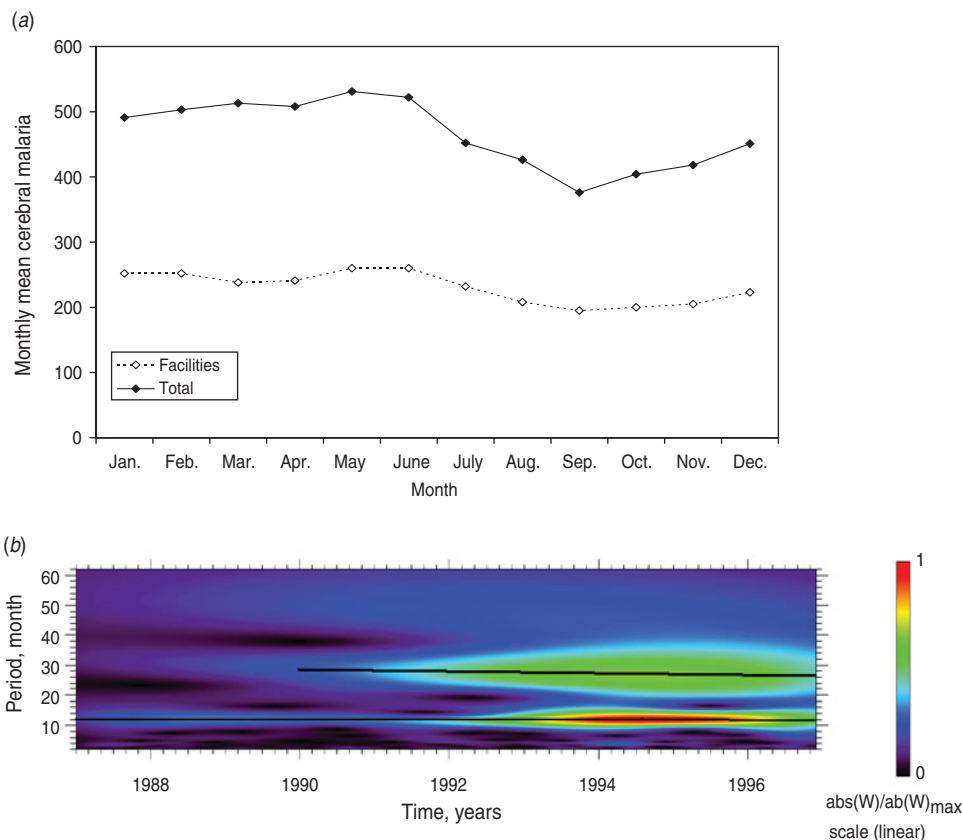 (a)
600
500
400
300
200
100
0
Monthly mean cerebral malaria
Facilities
Total
Jan. Feb. Mar. Apr. May June July Aug. Sep. Oct. Nov. Dec.
Month
(b)
60
50
40
30
20
10
Period, month
1988 1990 1992 1994 1996
Time, years
1
0
abs(W)/ab(W)max
scale (linear)